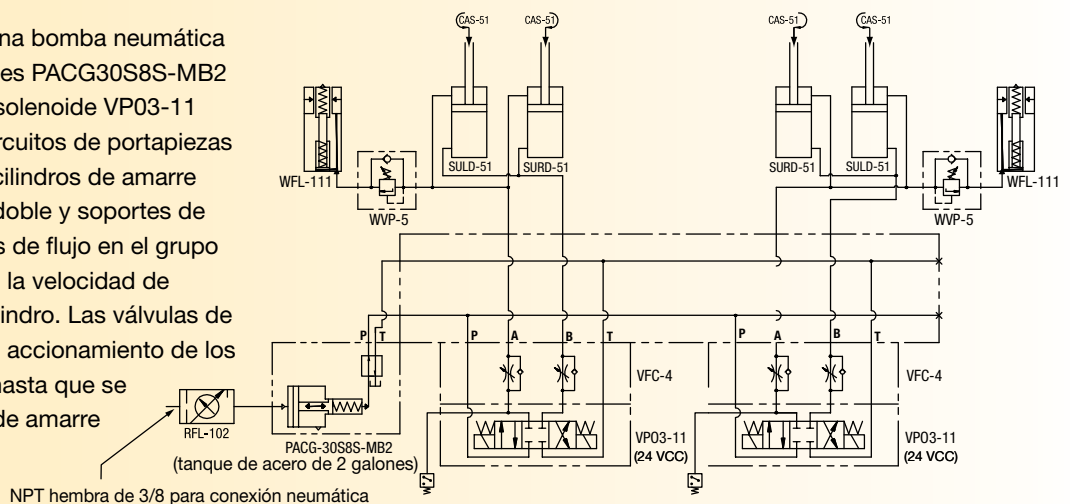 na bomba neumática
es PACG30S8S-MB2
solenoide VP03-11
rcuitos de portapiezas
cilindros de amarre
doble y soportes de
s de flujo en el grupo
la velocidad de
lindro. Las válvulas de
accionamiento de los
hasta que se
de amarre
CAS-51
CAS-51
CAS-51
CAS-51
WFL-111
SULD-51
SURD-51
SURD-51
SULD-51
WFL-111
WVP-5
WVP-5
P T
P A B T
P A B T
VFC-4
VFC-4
RFL-102
PACG-30S8S-MB2
(tanque de acero de 2 galones)
VP03-11
(24 VCC)
VP03-11
(24 VCC)
NPT hembra de 3/8 para conexión neumática